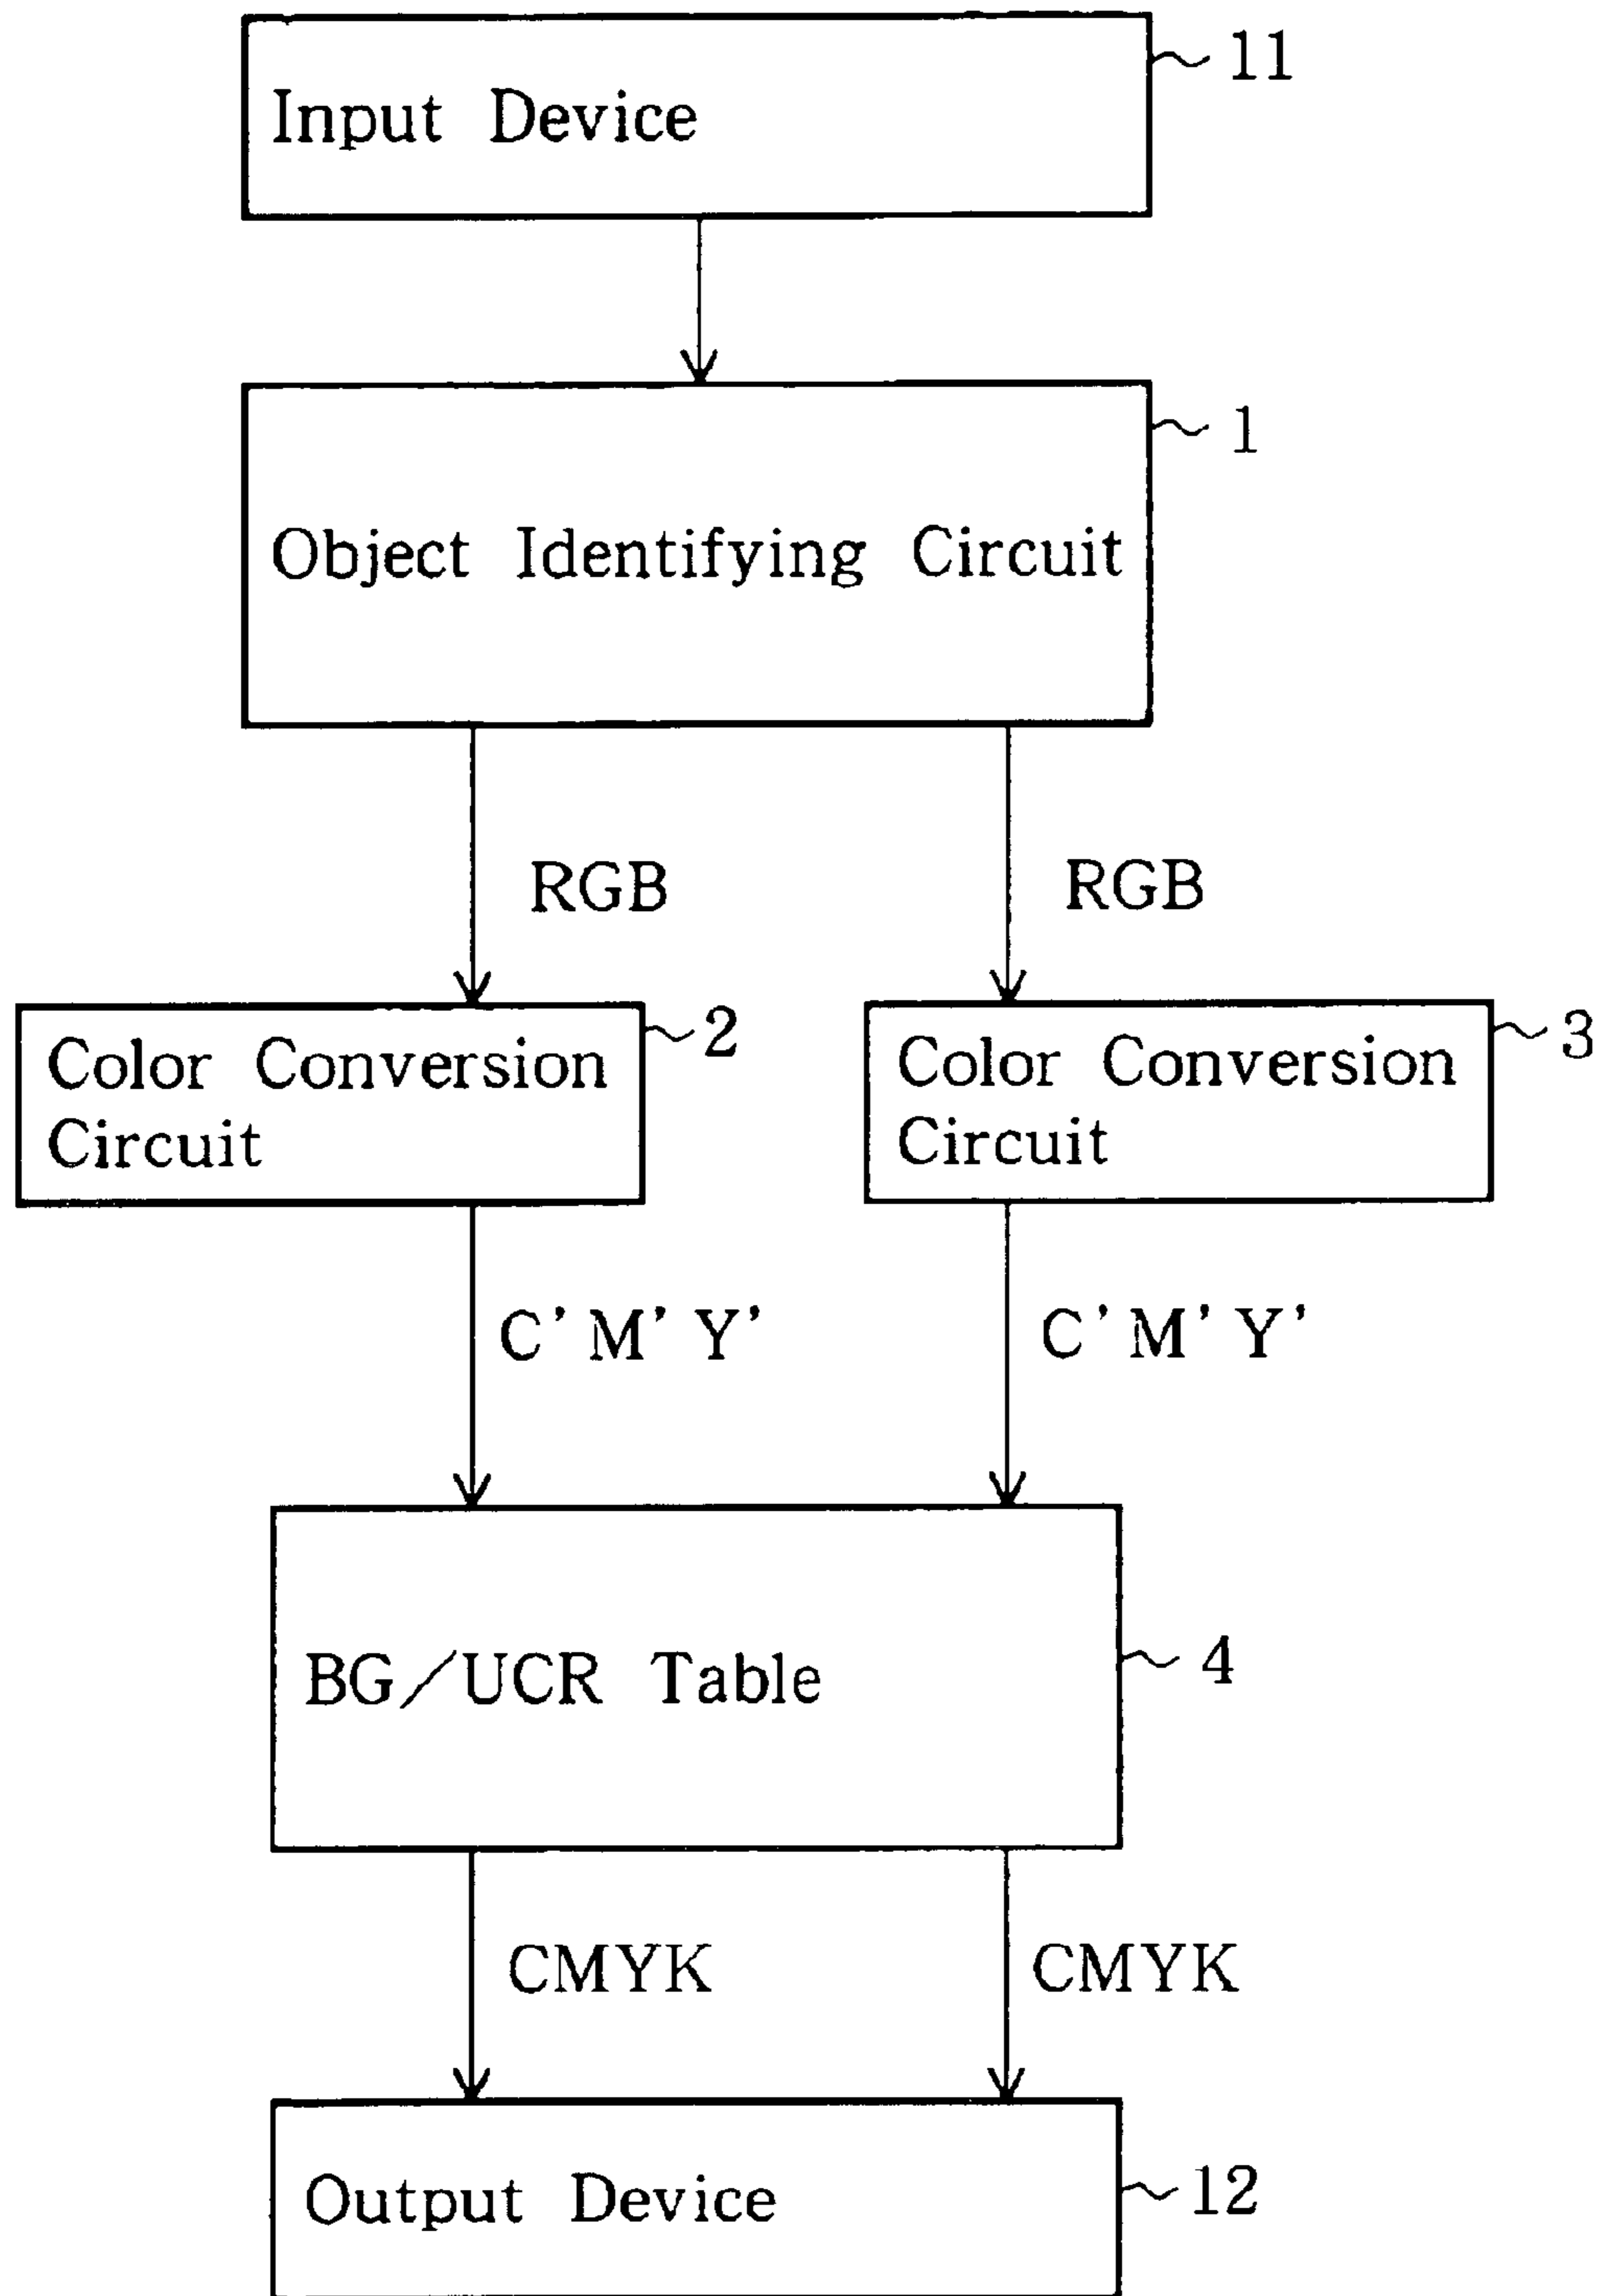 Input Device
11
Object Identifying Circuit
1
RGB
RGB
Color Conversion
Circuit
2
Color Conversion
Circuit
3
C'M'Y'
C'M'Y'
BG/UCR Table
4
CMYK
CMYK
Output Device
12